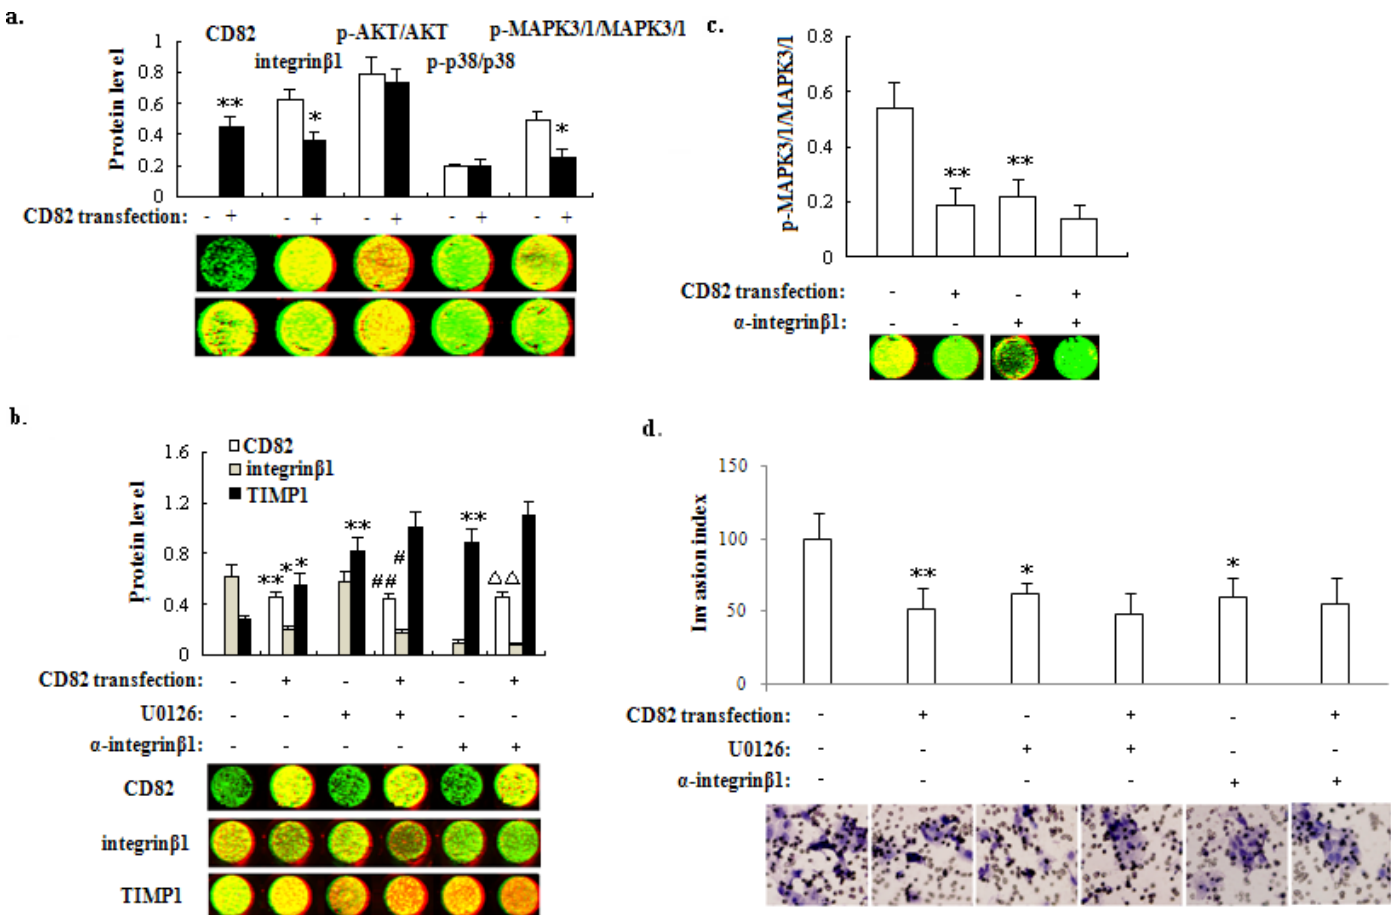 a.
CD82
p-AKT/AKT
p-MAPK3/1/MAPK3/1
integrinβ1
p-p38/p38
Protein level
1
0.8
0.6
0.4
0.2
0
**
*
*
CD82 transfection: - + - + - + - + - +
c.
p-MAPK3/1/MAPK3/1
0.8
0.6
0.4
0.2
0
**
**
CD82 transfection: - + - +
α-integrinβ1: - - + +
b.
CD82
integrinβ1
TIMP1
Protein level
1.6
1.2
0.8
0.4
0
** * * ** ## # ** △△
CD82 transfection: - + - + - +
U0126: - - + + - -
α-integrinβ1: - - - - + +
CD82
integrinβ1
TIMP1
d.
Invasion index
150
100
50
0
** * *
CD82 transfection: - + - + - +
U0126: - - + + - -
α-integrinβ1: - - - - + +